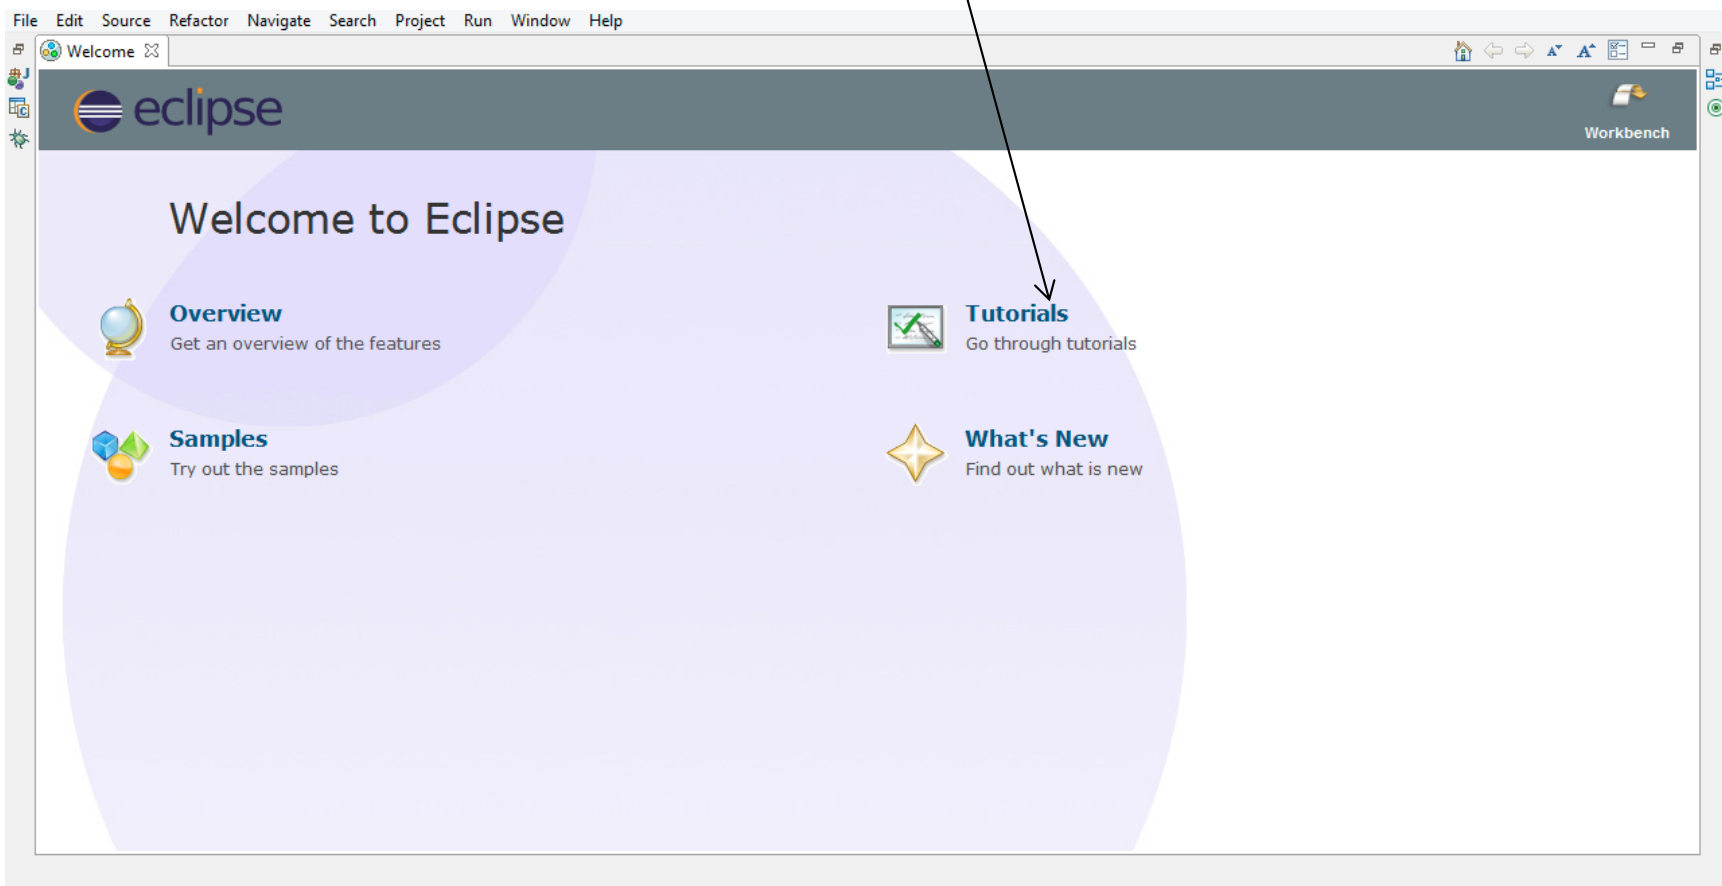 File Edit Source Refactor Navigate Search Project Run Window Help
Welcome
eclipse
Workbench
Welcome to Eclipse
Overview
Get an overview of the features
Tutorials
Go through tutorials
Samples
Try out the samples
What's New
Find out what is new